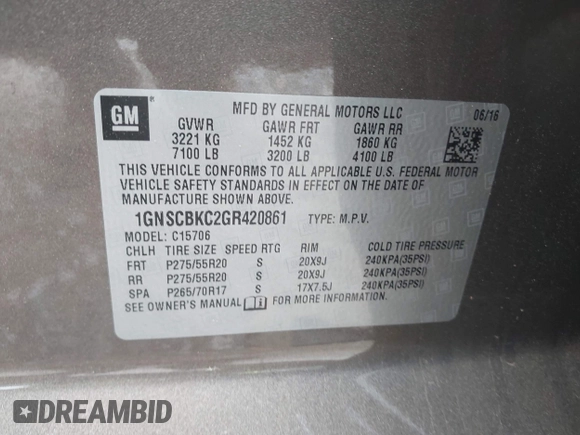 GM
MFD BY GENERAL MOTORS LLC 06/16
GVWR GAWR FRT GAWR RR
3221 KG 1452 KG 1860 KG
7100 LB 3200 LB 4100 LB
THIS VEHICLE CONFORMS TO ALL APPLICABLE U.S. FEDERAL MOTOR
VEHICLE SAFETY STANDARDS IN EFFECT ON THE DATE OF
MANUFACTURE SHOWN ABOVE.
1GNSCBKC2GR420861 TYPE: M.P.V.
MODEL: C15706
CHLH TIRE SIZE SPEED RTG RIM COLD TIRE PRESSURE
FRT P275/55R20 S 20X9J 240KPA(35PSI)
RR P275/55R20 S 20X9J 240KPA(35PSI)
SPA P265/70R17 S 17X7.5J 240KPA(35PSI)
SEE OWNER'S MANUAL FOR MORE INFORMATION.
DREAMBID